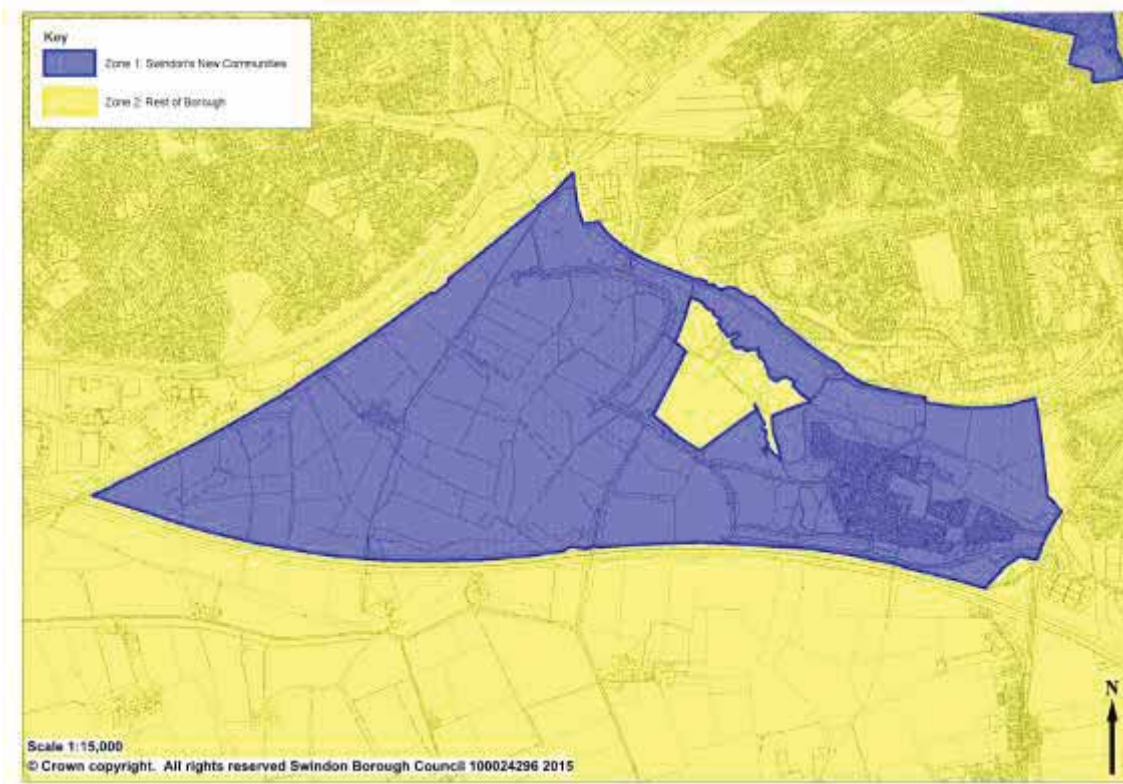 Key
Zone 1: Swindon's New Communities
Zone 2: Rest of Borough
N
Scale 1:15,000
© Crown copyright. All rights reserved Swindon Borough Council 100024296 2015